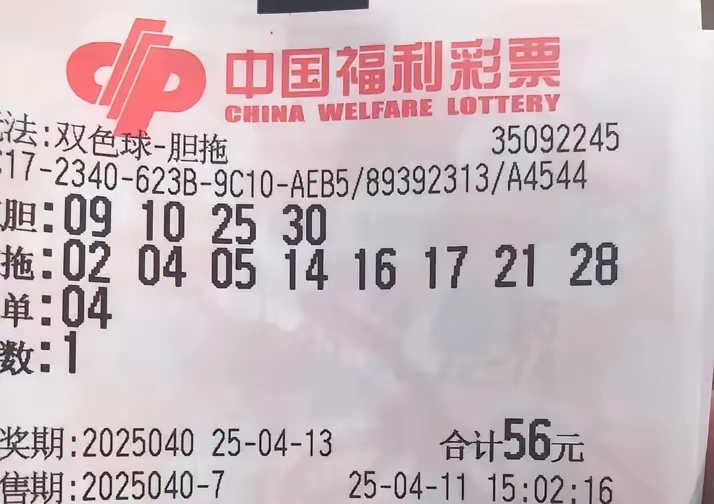 中国福利彩票
CHINA WELFARE LOTTERY
法:双色球-胆拖 35092245
17-2340-623B-9C10-AEB5/89392313/A4544
胆:09 10 25 30
拖:02 04 05 14 16 17 21 28
单:04
数:1
奖期:2025040 25-04-13 合计56元
售期:2025040-7 25-04-11 15:02:16